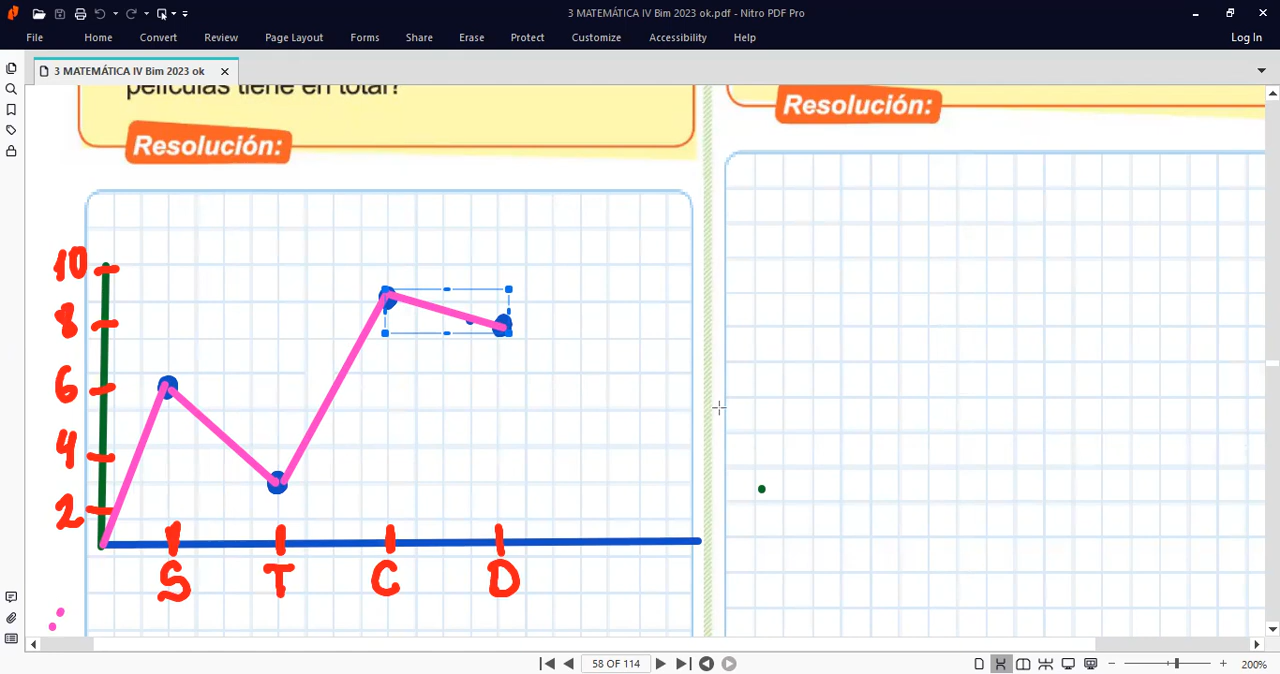 3 MATEMÁTICA IV Bim 2023 ok.pdf - Nitro PDF Pro
File Home Convert Review Page Layout Forms Share Erase Protect Customize Accessibility Help Log In
3 MATEMÁTICA IV Bim 2023 ok
películas tiene en total?
Resolución:
Resolución:
10
8
6
4
2
S T C D
58 OF 114
200%